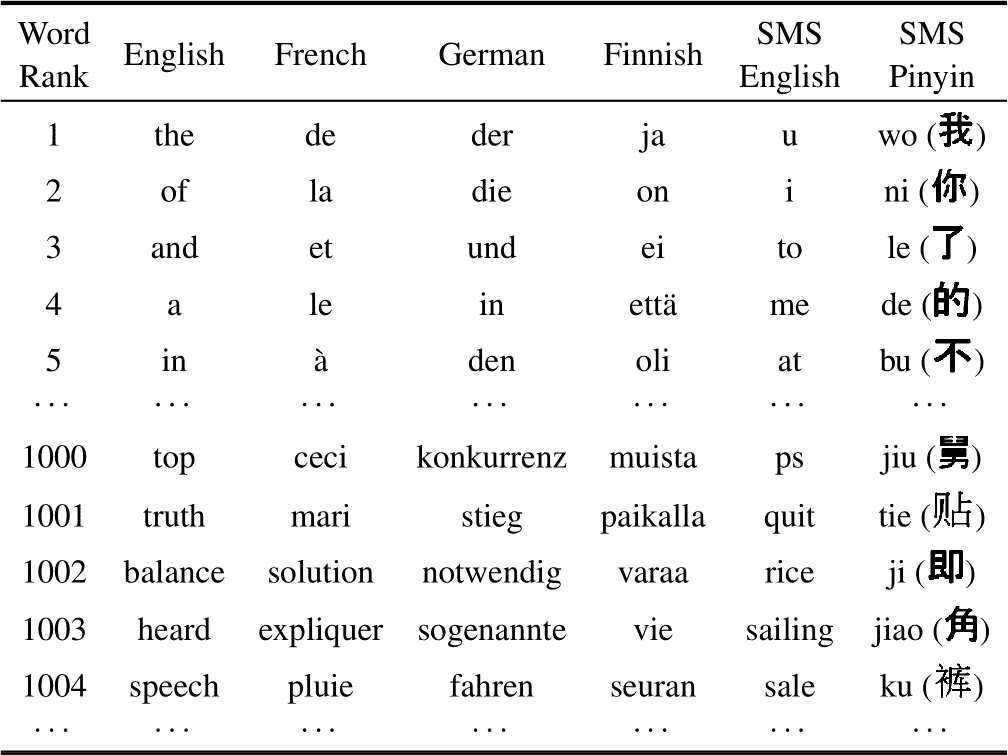 Word Rank English French German Finnish SMS English SMS Pinyin
1 the de der ja u wo (我)
2 of la die on i ni (你)
3 and et und ei to le (了)
4 a le in että me de (的)
5 in à den oli at bu (不)
... ... ... ... ... ... ...
1000 top ceci konkurrenz muista ps jiu (舅)
1001 truth mari stieg paikalla quit tie (贴)
1002 balance solution notwendig varaa rice ji (即)
1003 heard expliquer sogenannte vie sailing jiao (角)
1004 speech pluie fahren seuran sale ku (裤)
... ... ... ... ... ... ...